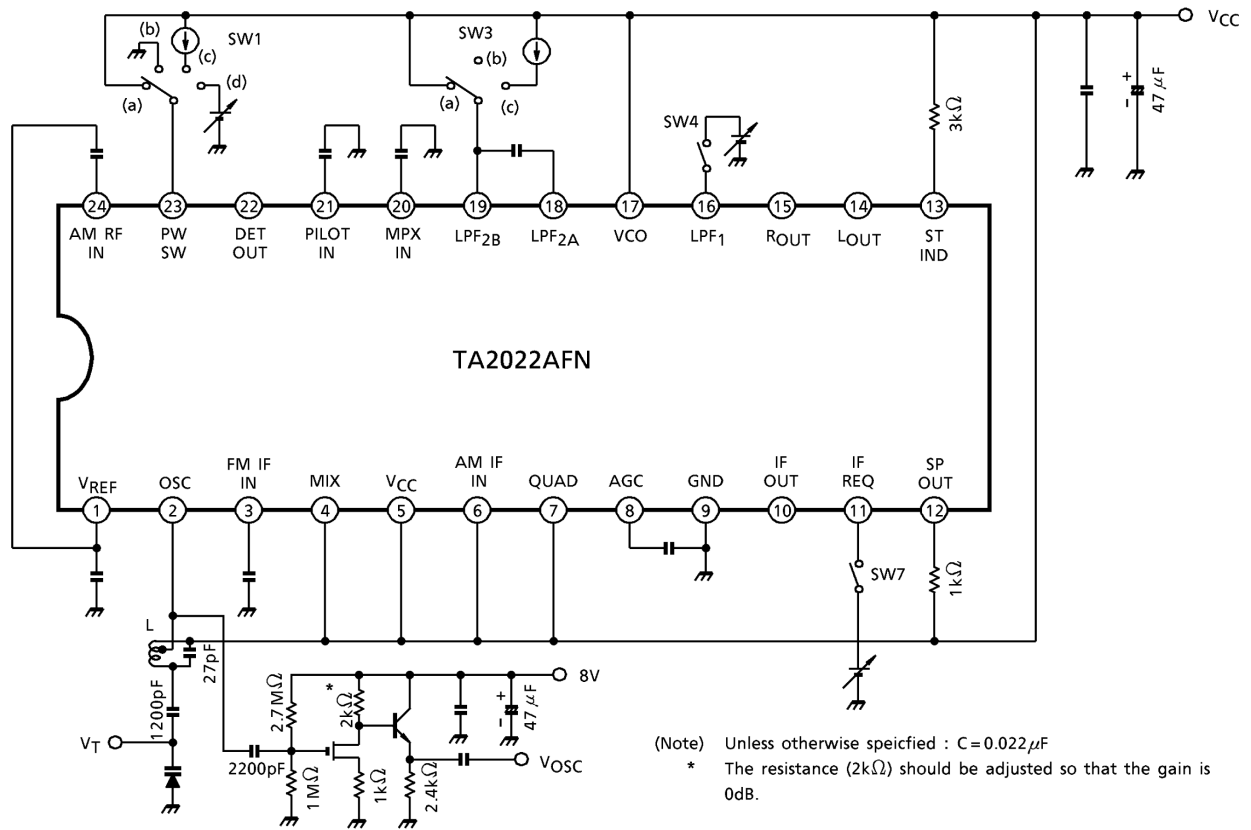 VCC
(b)
SW1
(c)
(d)
(a)
SW3
(b)
(a)
(c)
SW4
3kΩ
+
-
47μF
24 23 22 21 20 19 18 17 16 15 14 13
AM RF IN
PW SW
DET OUT
PILOT IN
MPX IN
LPF2B
LPF2A
VCO
LPF1
ROUT
LOUT
ST IND
TA2022AFN
VREF
OSC
FM IF IN
MIX
VCC
AM IF IN
QUAD
AGC
GND
IF OUT
IF REQ
SP OUT
1 2 3 4 5 6 7 8 9 10 11 12
SW7
1kΩ
L
27pF
1200pF
VT
2200pF
2.7MΩ
1MΩ
*
2kΩ
1kΩ
2.4kΩ
8V
+
-
47μF
VOSC
(Note) Unless otherwise speicfied : C=0.022μF
* The resistance (2kΩ) should be adjusted so that the gain is
0dB.